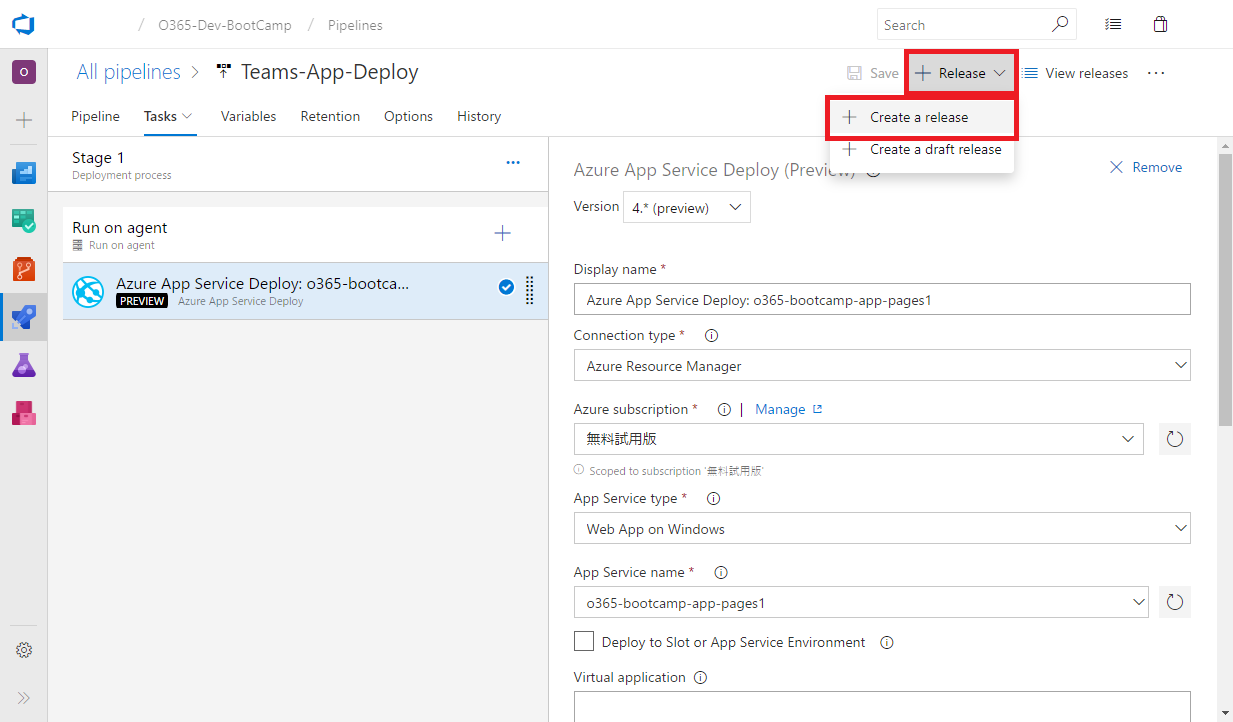 / O365-Dev-BootCamp / Pipelines
Search
O
All pipelines > Teams-App-Deploy
Save
+ Release
View releases
...
Pipeline Tasks Variables Retention Options History
+ Create a release
+ Create a draft release
Stage 1
Deployment process
Run on agent
Run on agent
Azure App Service Deploy: o365-bootca...
PREVIEW Azure App Service Deploy
Azure App Service Deploy (Preview)
Remove
Version 4.* (preview)
Display name *
Azure App Service Deploy: o365-bootcamp-app-pages1
Connection type *
Azure Resource Manager
Azure subscription * | Manage
無料試用版
Scoped to subscription '無料試用版'
App Service type *
Web App on Windows
App Service name *
o365-bootcamp-app-pages1
Deploy to Slot or App Service Environment
Virtual application